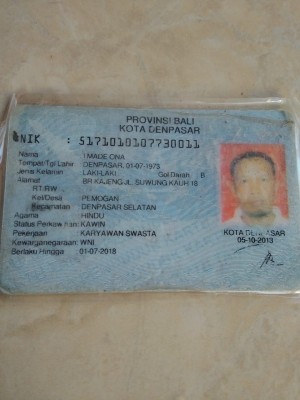 PROVINSI BALI
KOTA DENPASAR
NIK : 5171010107730011
Nama : I MADE ONA
Tempat/Tgl Lahir : DENPASAR, 01-07-1973
Jenis Kelamin : LAKI-LAKI Gol Darah : B
Alamat : BR KAJENG JL. SUWUNG KAUH 18
RT.RW :
Kel/Desa : PEMOGAN
Kecamatan : DENPASAR SELATAN
Agama : HINDU
Status Perkawinan: KAWIN
Pekerjaan : KARYAWAN SWASTA
Kewarganegaraan: WNI
Berlaku Hingga : 01-07-2018
KOTA DENPASAR
05-10-2013